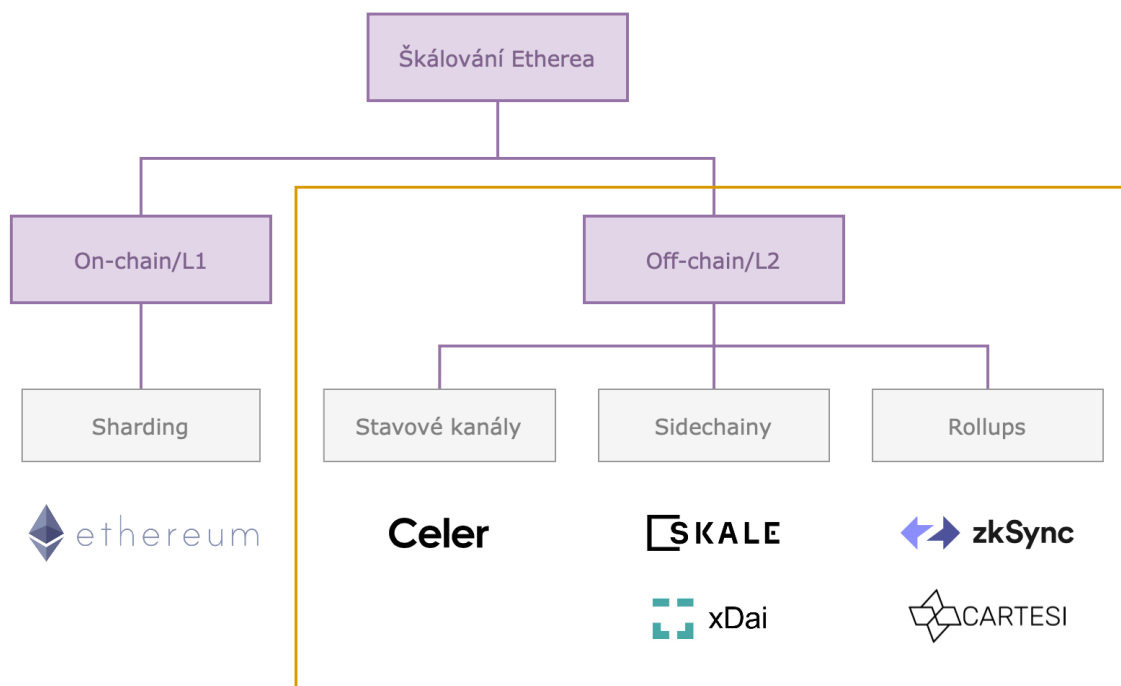 Škálování Etherea
On-chain/L1
Off-chain/L2
Sharding
Stavové kanály
Sidechainy
Rollups
ethereum
Celer
SKALE
zkSync
xDai
CARTESI